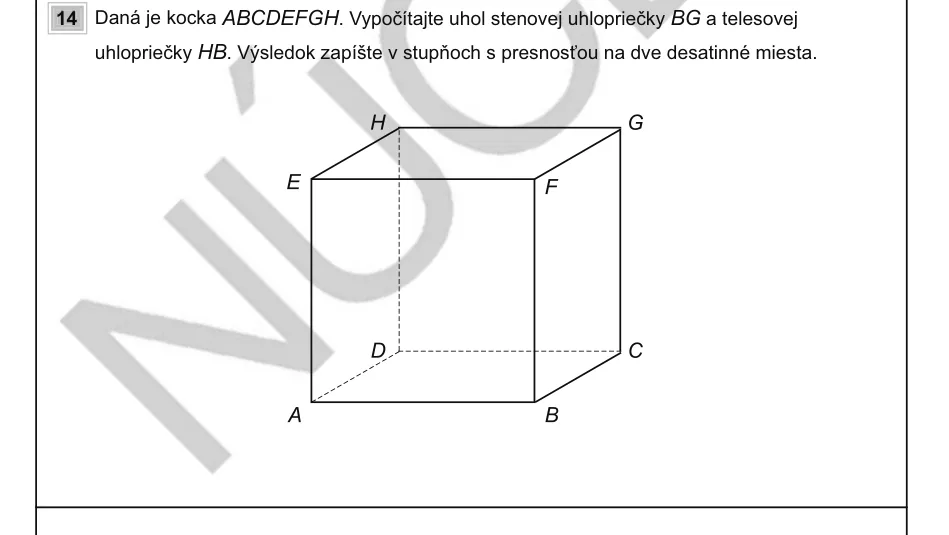 14 Daná je kocka ABCDEFGH. Vypočítajte uhol stenovej uhlopriečky BG a telesovej
uhlopriečky HB. Výsledok zapíšte v stupňoch s presnosťou na dve desatinné miesta.
H
G
E
F
D
C
A
B